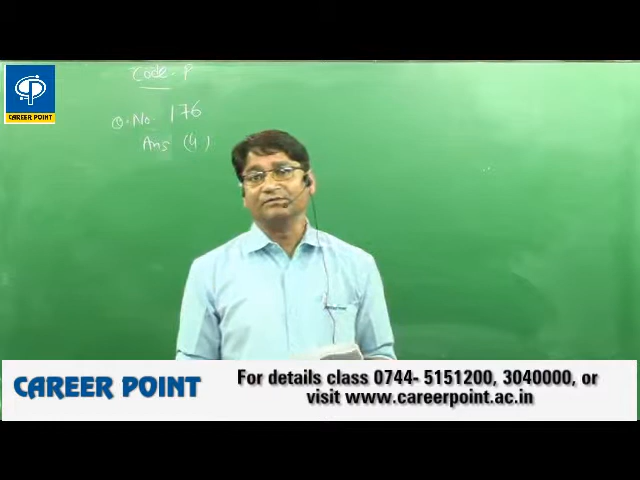 Code - P
Q. No. 176
Ans (4)
CAREER POINT
CAREER POINT
For details class 0744- 5151200, 3040000, or
visit www.careerpoint.ac.in